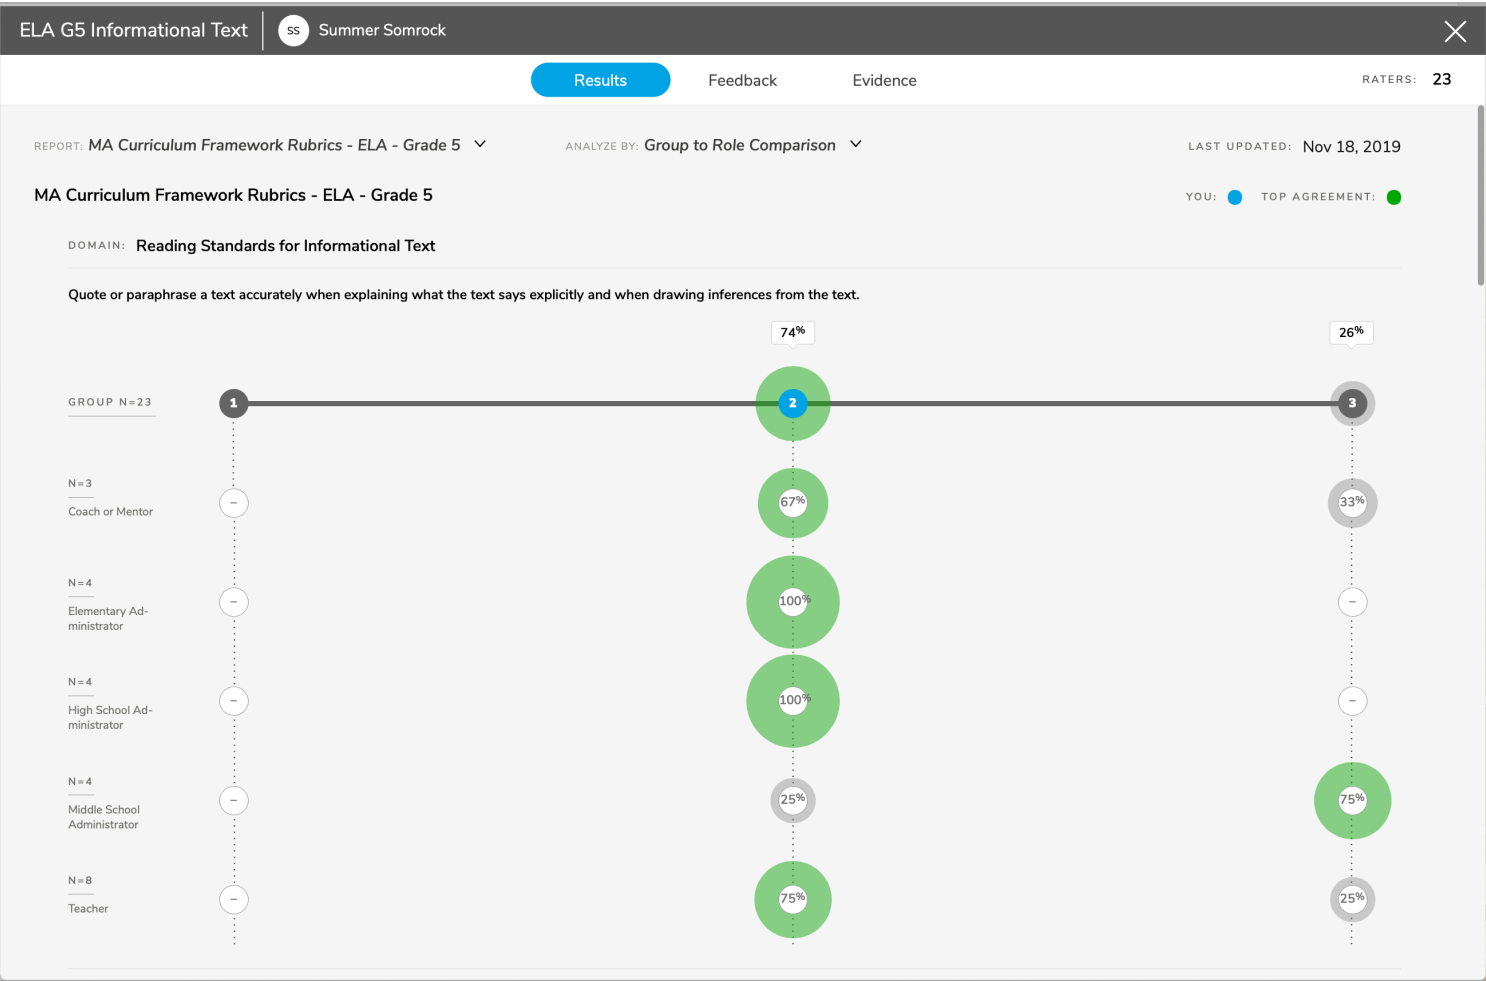 ELA G5 Informational Text
SS
Summer Somrock
Results
Feedback
Evidence
RATERS: 23
REPORT: MA Curriculum Framework Rubrics - ELA - Grade 5
ANALYZE BY: Group to Role Comparison
LAST UPDATED: Nov 18, 2019
MA Curriculum Framework Rubrics - ELA - Grade 5
YOU:
TOP AGREEMENT:
DOMAIN: Reading Standards for Informational Text
Quote or paraphrase a text accurately when explaining what the text says explicitly and when drawing inferences from the text.
74%
26%
GROUP N=23
1
2
3
N=3
Coach or Mentor
–
67%
33%
N=4
Elementary Ad-
ministrator
–
100%
–
N=4
High School Ad-
ministrator
–
100%
–
N=4
Middle School
Administrator
–
25%
75%
N=8
Teacher
–
75%
25%